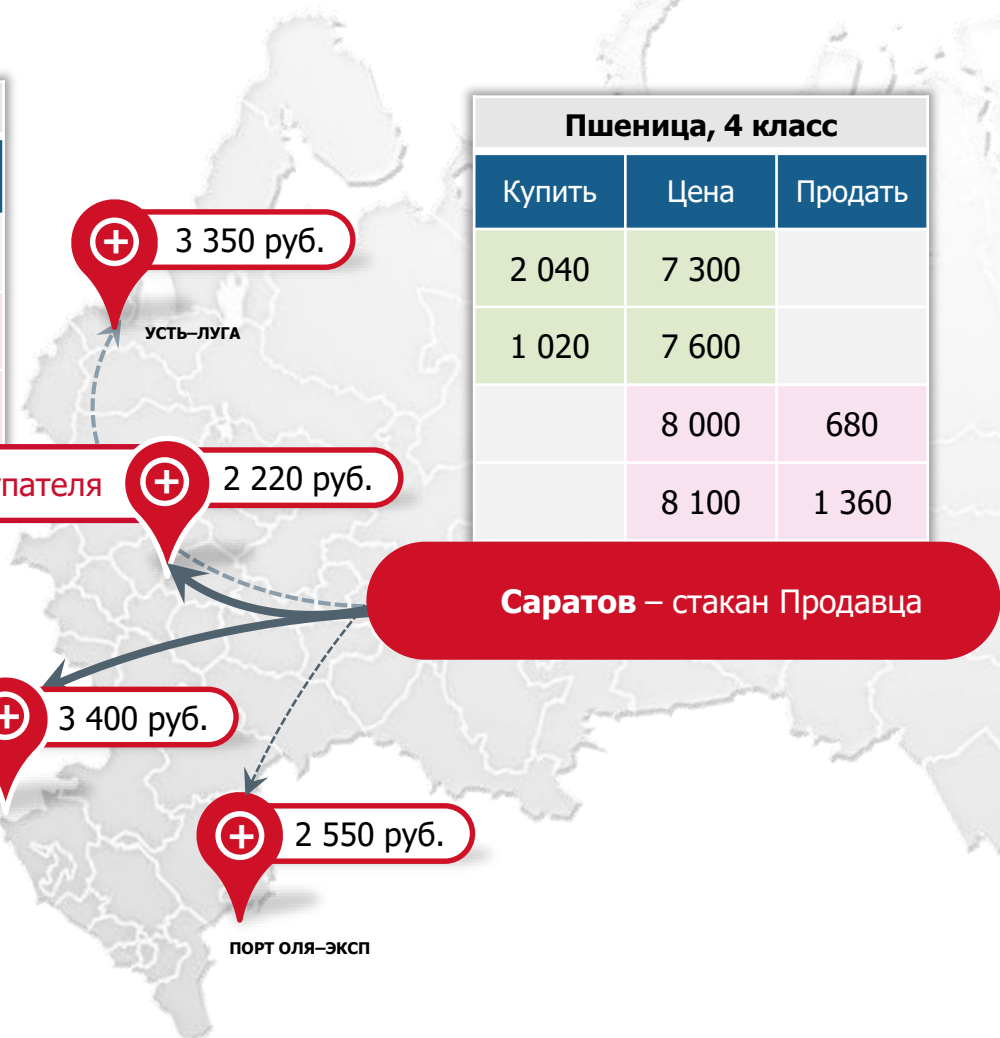 Пшеница, 4 класс
Купить Цена Продать
2 040 7 300
1 020 7 600
8 000 680
8 100 1 360
3 350 руб.
УСТЬ–ЛУГА
2 220 руб.
Саратов – стакан Продавца
3 400 руб.
2 550 руб.
ПОРТ ОЛЯ–ЭКСП